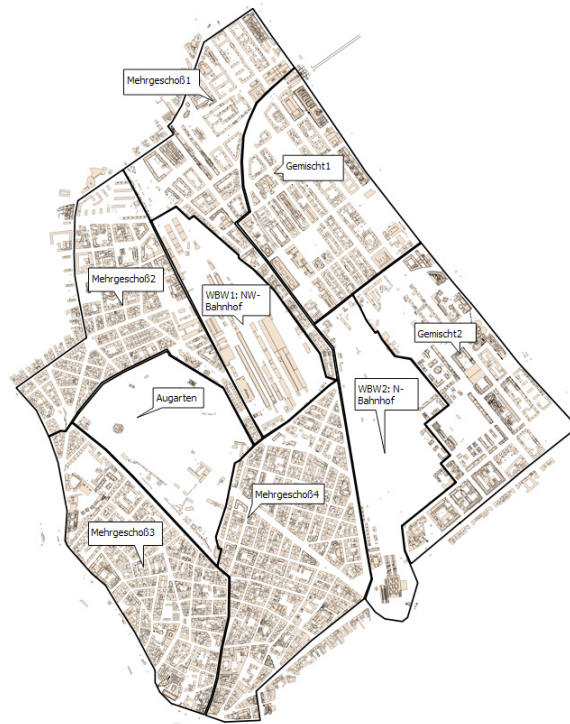 Mehrgeschoß1
Gemischt1
Mehrgeschoß2
WBW1: NW-
Bahnhof
Gemischt2
WBW2: N-
Bahnhof
Augarten
Mehrgeschoß4
Mehrgeschoß3